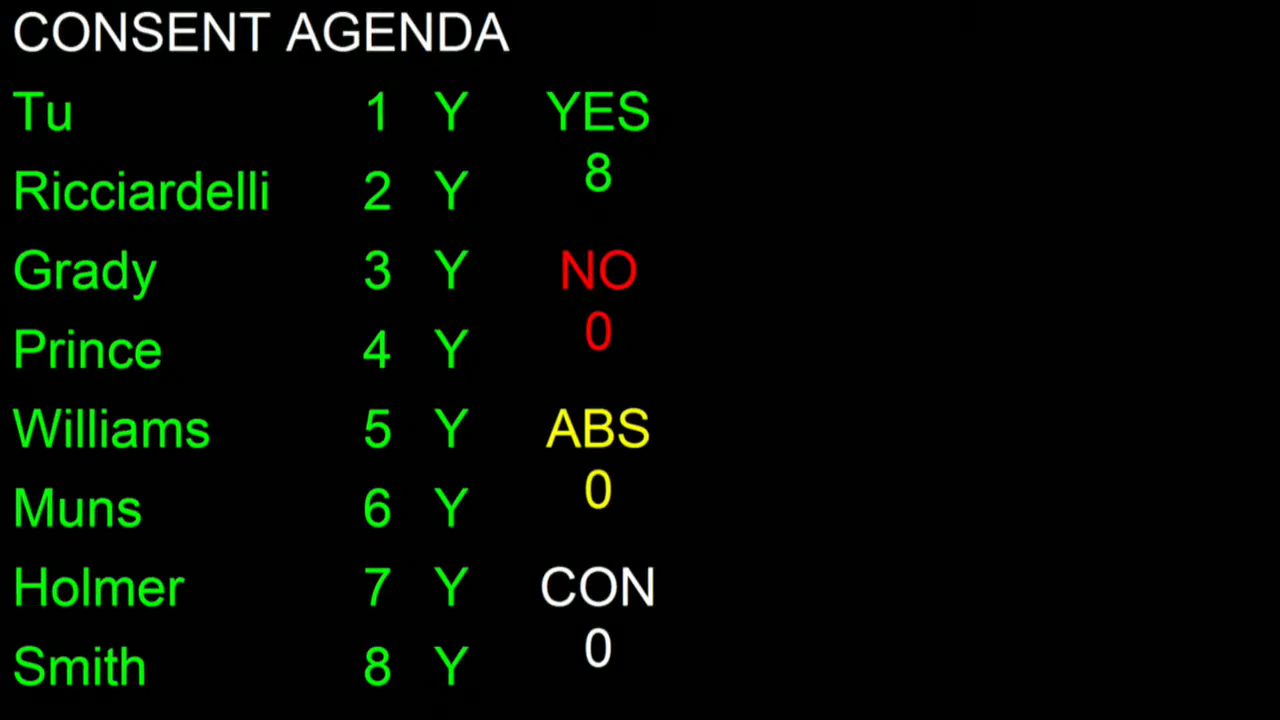 CONSENT AGENDA
Tu 1 Y YES
8
Ricciardelli 2 Y
Grady 3 Y NO
0
Prince 4 Y
Williams 5 Y ABS
0
Muns 6 Y
Holmer 7 Y CON
0
Smith 8 Y